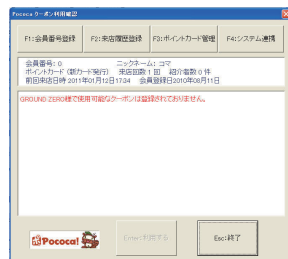 Pococa クーポン利用確認
F1:会員番号登録 F2:来店履歴登録 F3:ポイントカード管理 F4:システム連携
会員番号: 0 ニックネーム: コマ
ポイントカード (新カード発行) 来店回数 1 回 紹介者数 0 件
前回来店日時 2011年01月12日17:24 会員登録日2010年08月11日
GROUND ZERO様で使用可能なクーポンは登録されておりません。
Pococa!
Enter:利用する Esc:終了